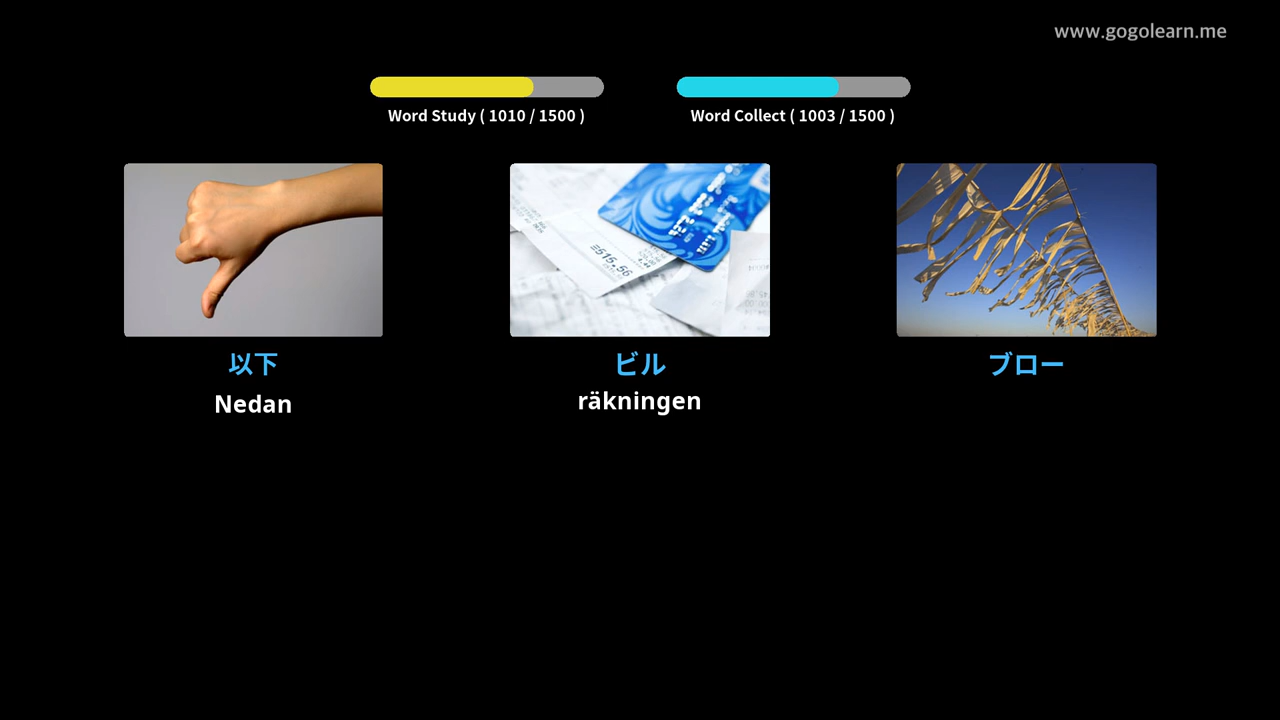 www.gogolearn.me
Word Study ( 1010 / 1500 )
Word Collect ( 1003 / 1500 )
以下
ビル
ブロー
Nedan
räkningen